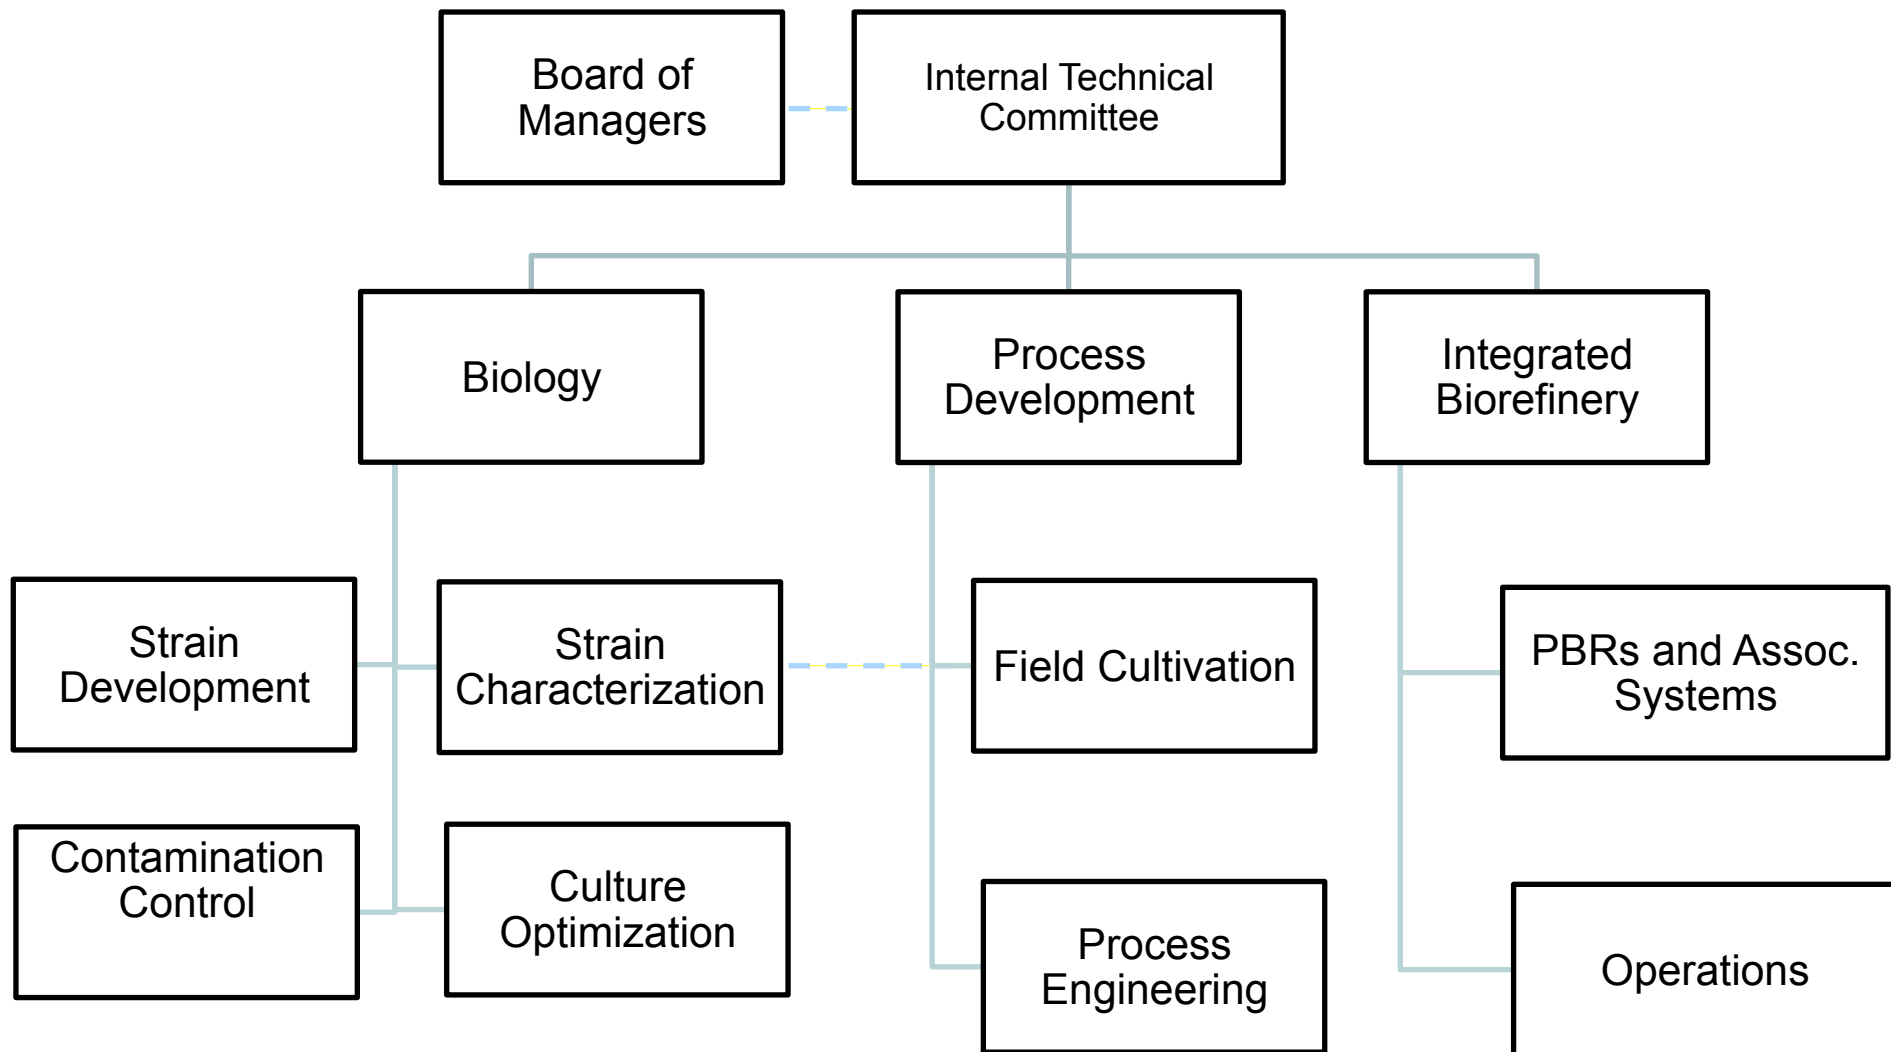 Board of
Managers
Internal Technical
Committee
Biology
Process
Development
Integrated
Biorefinery
Strain
Development
Strain
Characterization
Field Cultivation
PBRs and Assoc.
Systems
Contamination
Control
Culture
Optimization
Process
Engineering
Operations